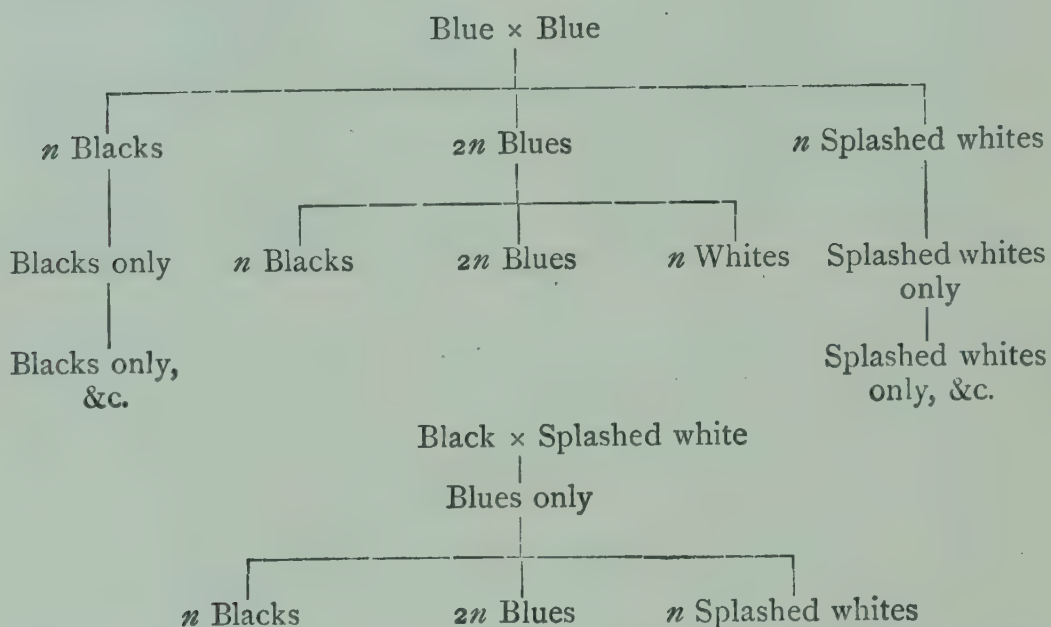 Blue × Blue
n Blacks 2n Blues n Splashed whites
Blacks only n Blacks 2n Blues n Whites Splashed whites
only
Blacks only, Splashed whites
&c. only, &c.
Black × Splashed white
Blues only
n Blacks 2n Blues n Splashed whites